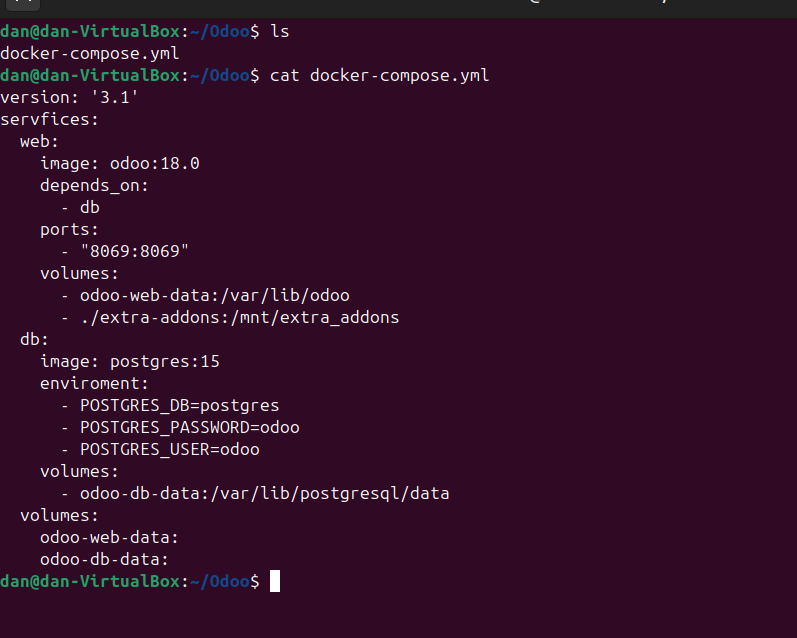 dan@dan-VirtualBox:~/Odoo$ ls
docker-compose.yml
dan@dan-VirtualBox:~/Odoo$ cat docker-compose.yml
version: '3.1'
servfices:
  web:
    image: odoo:18.0
    depends_on:
      - db
    ports:
      - "8069:8069"
    volumes:
      - odoo-web-data:/var/lib/odoo
      - ./extra-addons:/mnt/extra_addons
  db:
    image: postgres:15
    enviroment:
      - POSTGRES_DB=postgres
      - POSTGRES_PASSWORD=odoo
      - POSTGRES_USER=odoo
    volumes:
      - odoo-db-data:/var/lib/postgresql/data
  volumes:
    odoo-web-data:
    odoo-db-data:
dan@dan-VirtualBox:~/Odoo$